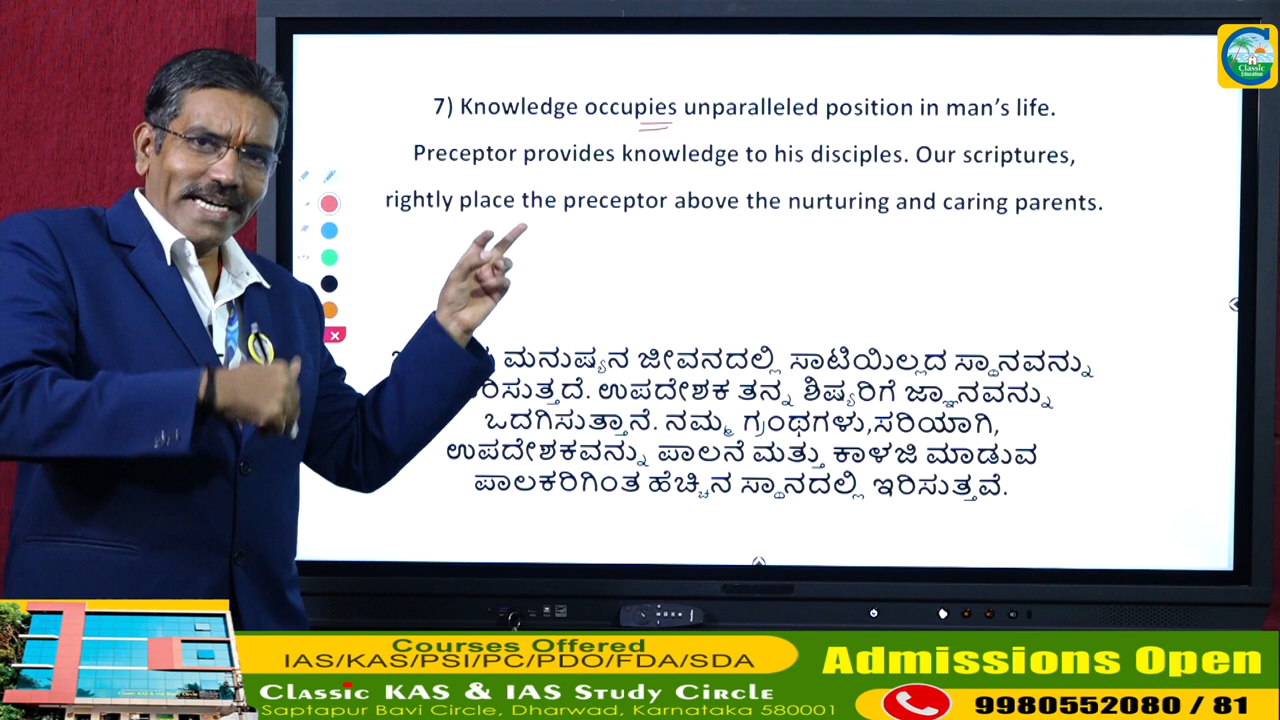 Classic
Education
7) Knowledge occupies unparalleled position in man's life.
Preceptor provides knowledge to his disciples. Our scriptures,
rightly place the preceptor above the nurturing and caring parents.
ಮನುಷ್ಯನ ಜೀವನದಲ್ಲಿ ಸಾಟಿಯಿಲ್ಲದ ಸ್ಥಾನವನ್ನು
ರಿಸುತ್ತದೆ. ಉಪದೇಶಕ ತನ್ನ ಶಿಷ್ಯರಿಗೆ ಜ್ಞಾನವನ್ನು
ಒದಗಿಸುತ್ತಾನೆ. ನಮ್ಮ ಗ್ರಂಥಗಳು,ಸರಿಯಾಗಿ,
ಉಪದೇಶಕವನ್ನು ಪಾಲನೆ ಮತ್ತು ಕಾಳಜಿ ಮಾಡುವ
ಪಾಲಕರಿಗಿಂತ ಹೆಚ್ಚಿನ ಸ್ಥಾನದಲ್ಲಿ ಇರಿಸುತ್ತವೆ.
Courses Offered
IAS/KAS/PSI/PC/PDO/FDA/SDA
Classic KAS & IAS Study Circle
Saptapur Bavi Circle, Dharwad, Karnataka 580001
Admissions Open
9980552080 / 81